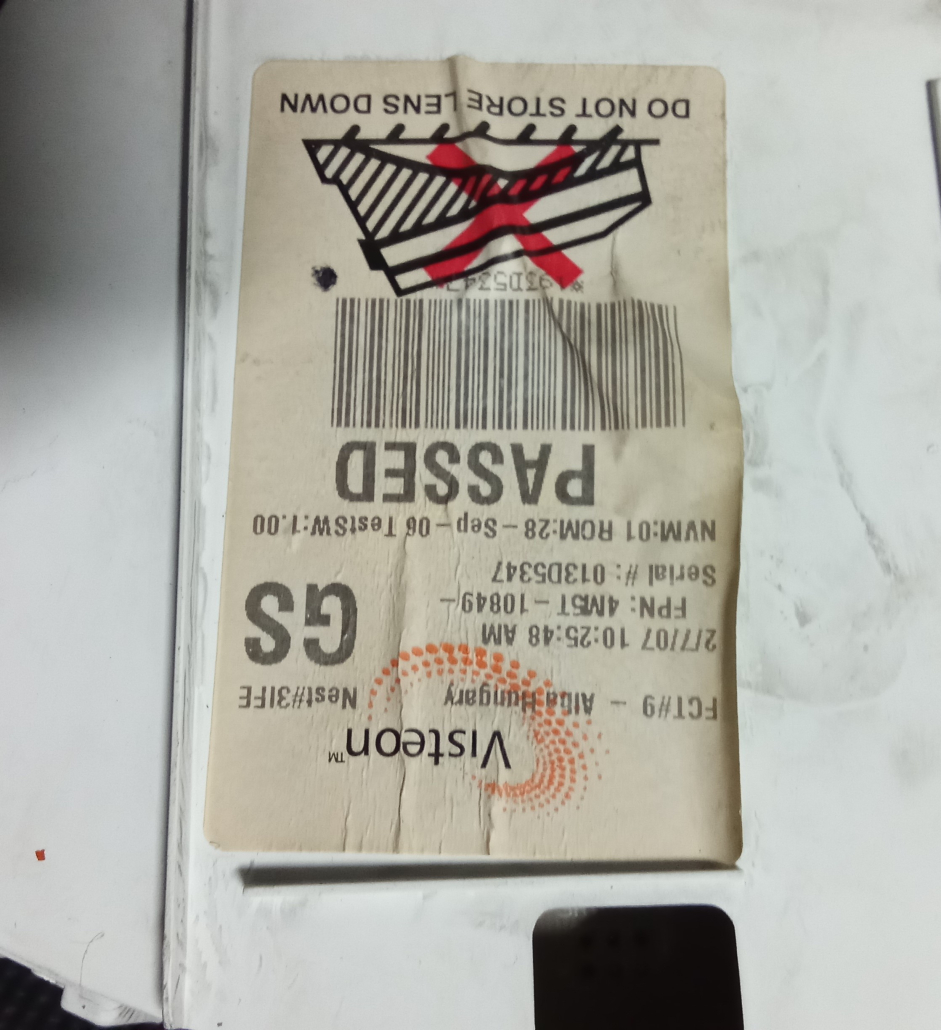 Visteon™
FCT#9 - Alba Hungary Nest#3IFE
2/7/07 10:25:48 AM
GS
FPN: 4M5T-10849-
Serial #: 013D5347
NVM:01 ROM:28-Sep-06 TestSW:1.00
PASSED
DO NOT STORE LENS DOWN